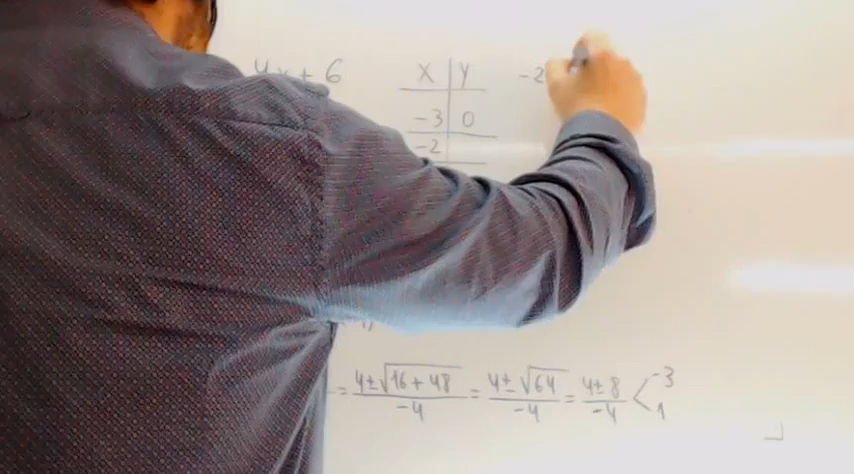 4x + 6
X Y
-3 0
-2
-2
= 4±√16+48 / -4 = 4±√64 / -4 = 4±8 / -4 < -3 1